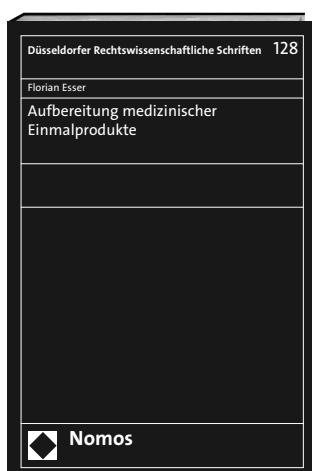 Düsseldorfer Rechtswissenschaftliche Schriften 128
Florian Esser
Aufbereitung medizinischer
Einmalprodukte
Nomos